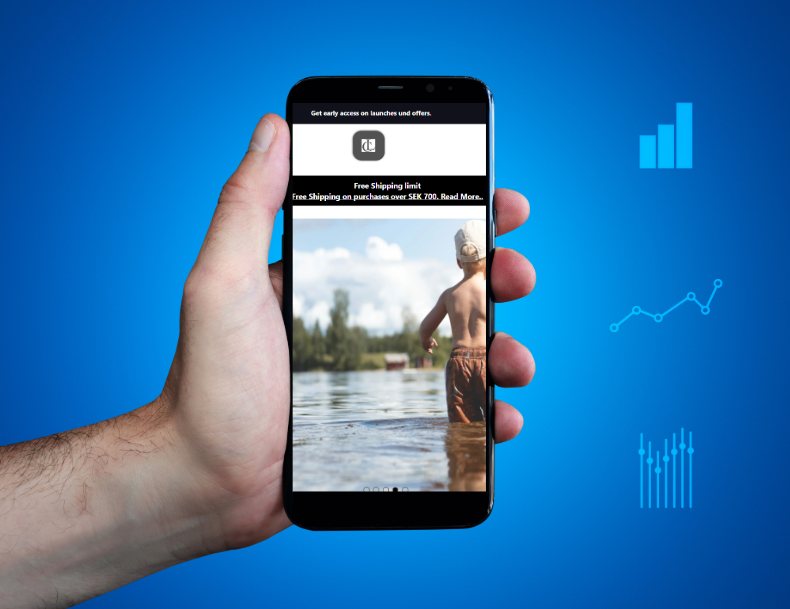 Get early access on launches und offers.
Free Shipping limit
Free Shipping on purchases over SEK 700. Read More..